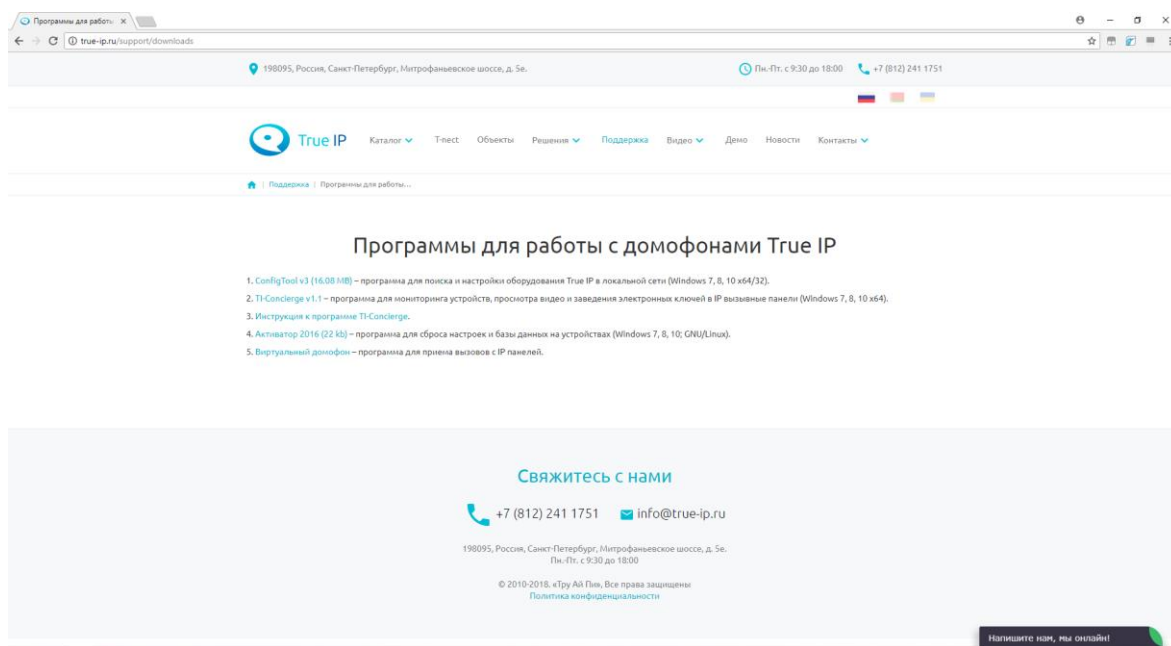 Программы для работы
true-ip.ru/support/downloads
198095, Россия, Санкт-Петербург, Митрофаньевское шоссе, д. 5е.
Пн.-Пт. с 9:30 до 18:00
+7 (812) 241 1751
True IP
Каталог
T-nect
Объекты
Решения
Поддержка
Видео
Демо
Новости
Контакты
| Поддержка / Программы для работы...
Программы для работы с домофонами True IP
1. ConfigTool v3 (16.08 MB) – программа для поиска и настройки оборудования True IP в локальной сети (Windows 7, 8, 10 x64/32).
2. TI-Concierge v1.1 – программа для мониторинга устройств, просмотра видео и заведения электронных ключей в IP вызывные панели (Windows 7, 8, 10 x64).
3. Инструкция к программе TI-Concierge.
4. Активатор 2016 (22 kb) – программа для сброса настроек и базы данных на устройствах (Windows 7, 8, 10; GNU/Linux).
5. Виртуальный домофон – программа для приема вызовов с IP панелей.
Свяжитесь с нами
+7 (812) 241 1751
info@true-ip.ru
198095, Россия, Санкт-Петербург, Митрофаньевское шоссе, д. 5е.
Пн.-Пт. с 9:30 до 18:00
© 2010-2018. «Тру Ай Пи», Все права защищены
Политика конфиденциальности
Напишите нам, мы онлайн!